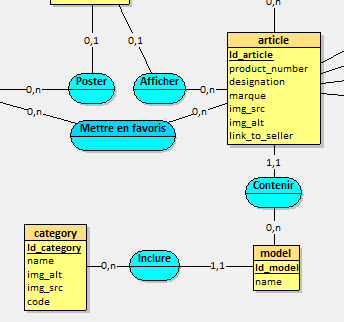 0,n
0,1 0,1
article
Id_article
product_number
designation
marque
img_src
img_alt
link_to_seller
Poster Afficher
0,n 0,n 0,n
0,n 0,n
Mettre en favoris
1,1
Contenir
0,n
category
Id_category
name
img_alt
img_src
code
0,n Inclure 1,1
model
Id_model
name